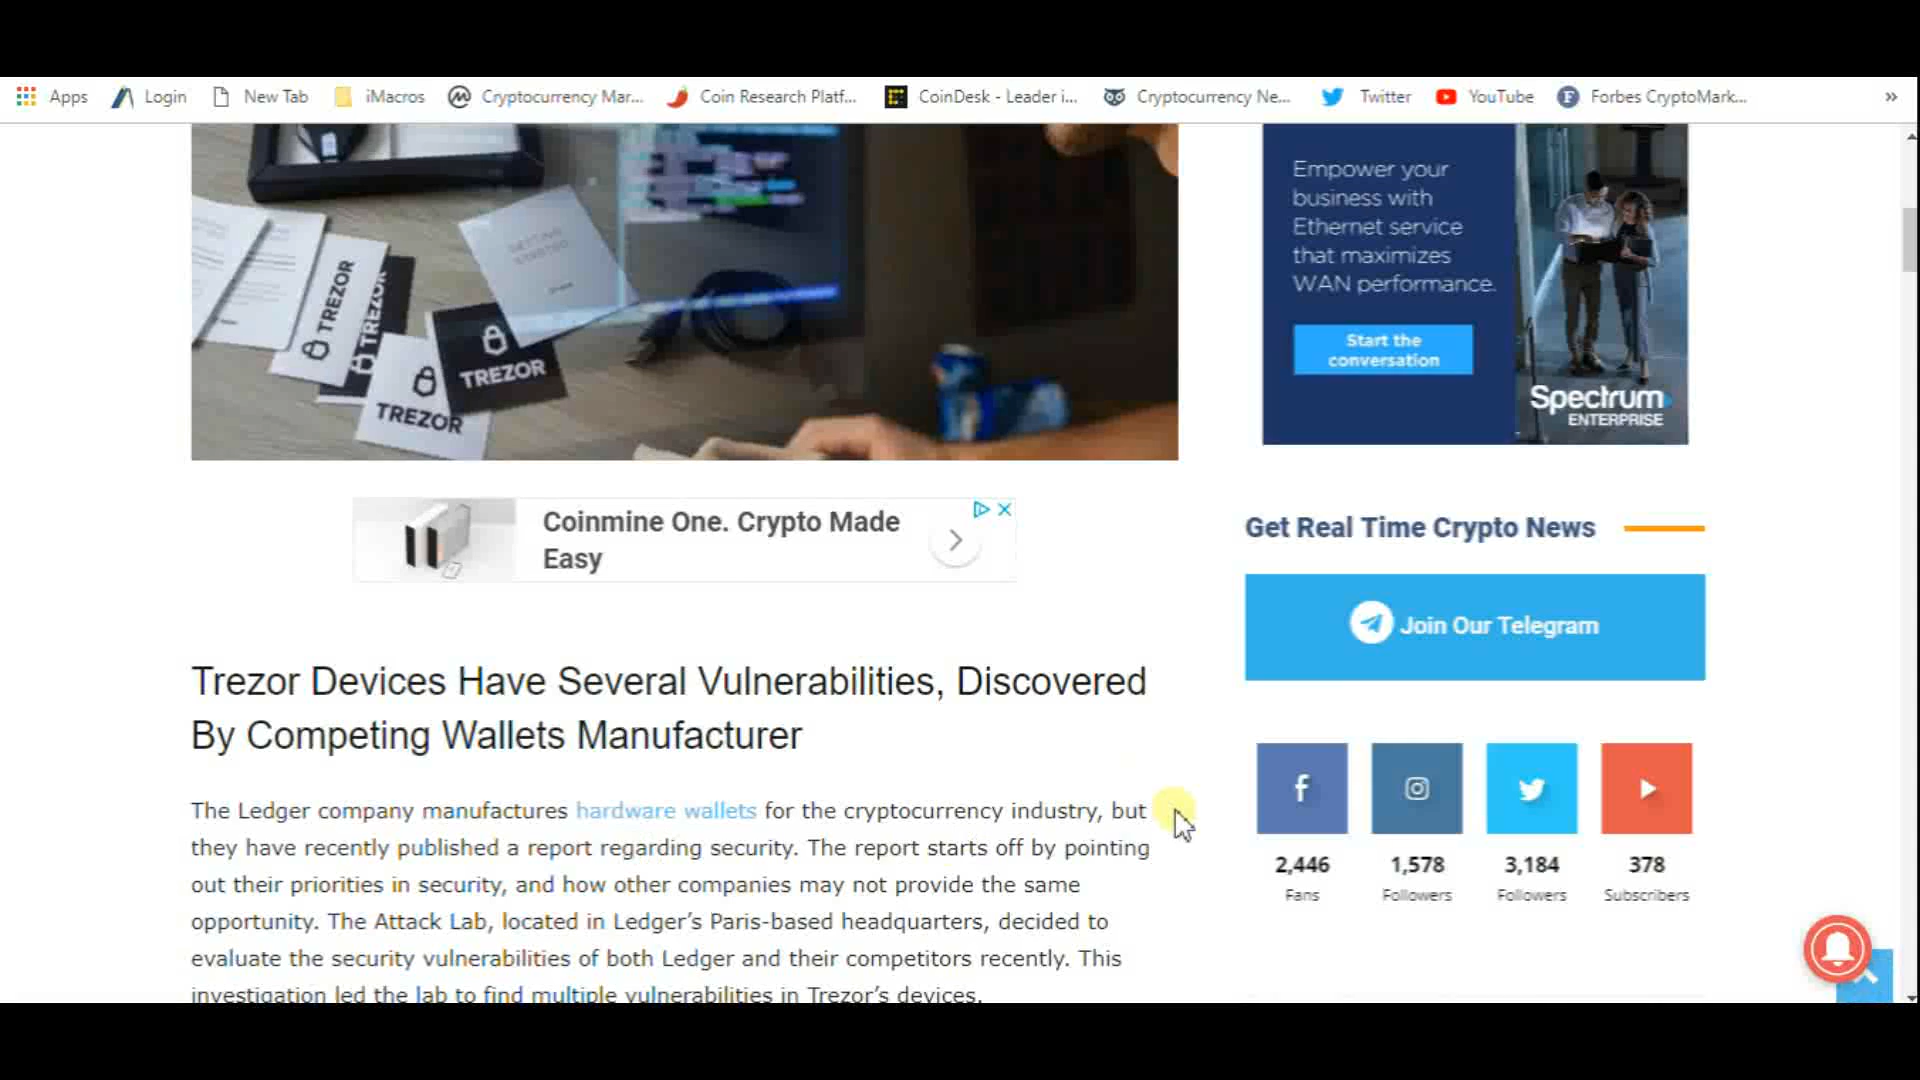 Apps Login New Tab iMacros Cryptocurrency Mar... Coin Research Platf... CoinDesk - Leader i... Cryptocurrency Ne... Twitter YouTube Forbes CryptoMark... »
GETTING
STARTED
TREZOR
TREZOR
TREZOR
TREZOR
Empower your
business with
Ethernet service
that maximizes
WAN performance.
Start the
conversation
Spectrum
ENTERPRISE
Coinmine One. Crypto Made
Easy
Get Real Time Crypto News
Join Our Telegram
Trezor Devices Have Several Vulnerabilities, Discovered
By Competing Wallets Manufacturer
The Ledger company manufactures hardware wallets for the cryptocurrency industry, but
they have recently published a report regarding security. The report starts off by pointing
out their priorities in security, and how other companies may not provide the same
opportunity. The Attack Lab, located in Ledger’s Paris-based headquarters, decided to
evaluate the security vulnerabilities of both Ledger and their competitors recently. This
investigation led the lab to find multiple vulnerabilities in Trezor’s devices.
2,446 1,578 3,184 378
Fans Followers Followers Subscribers